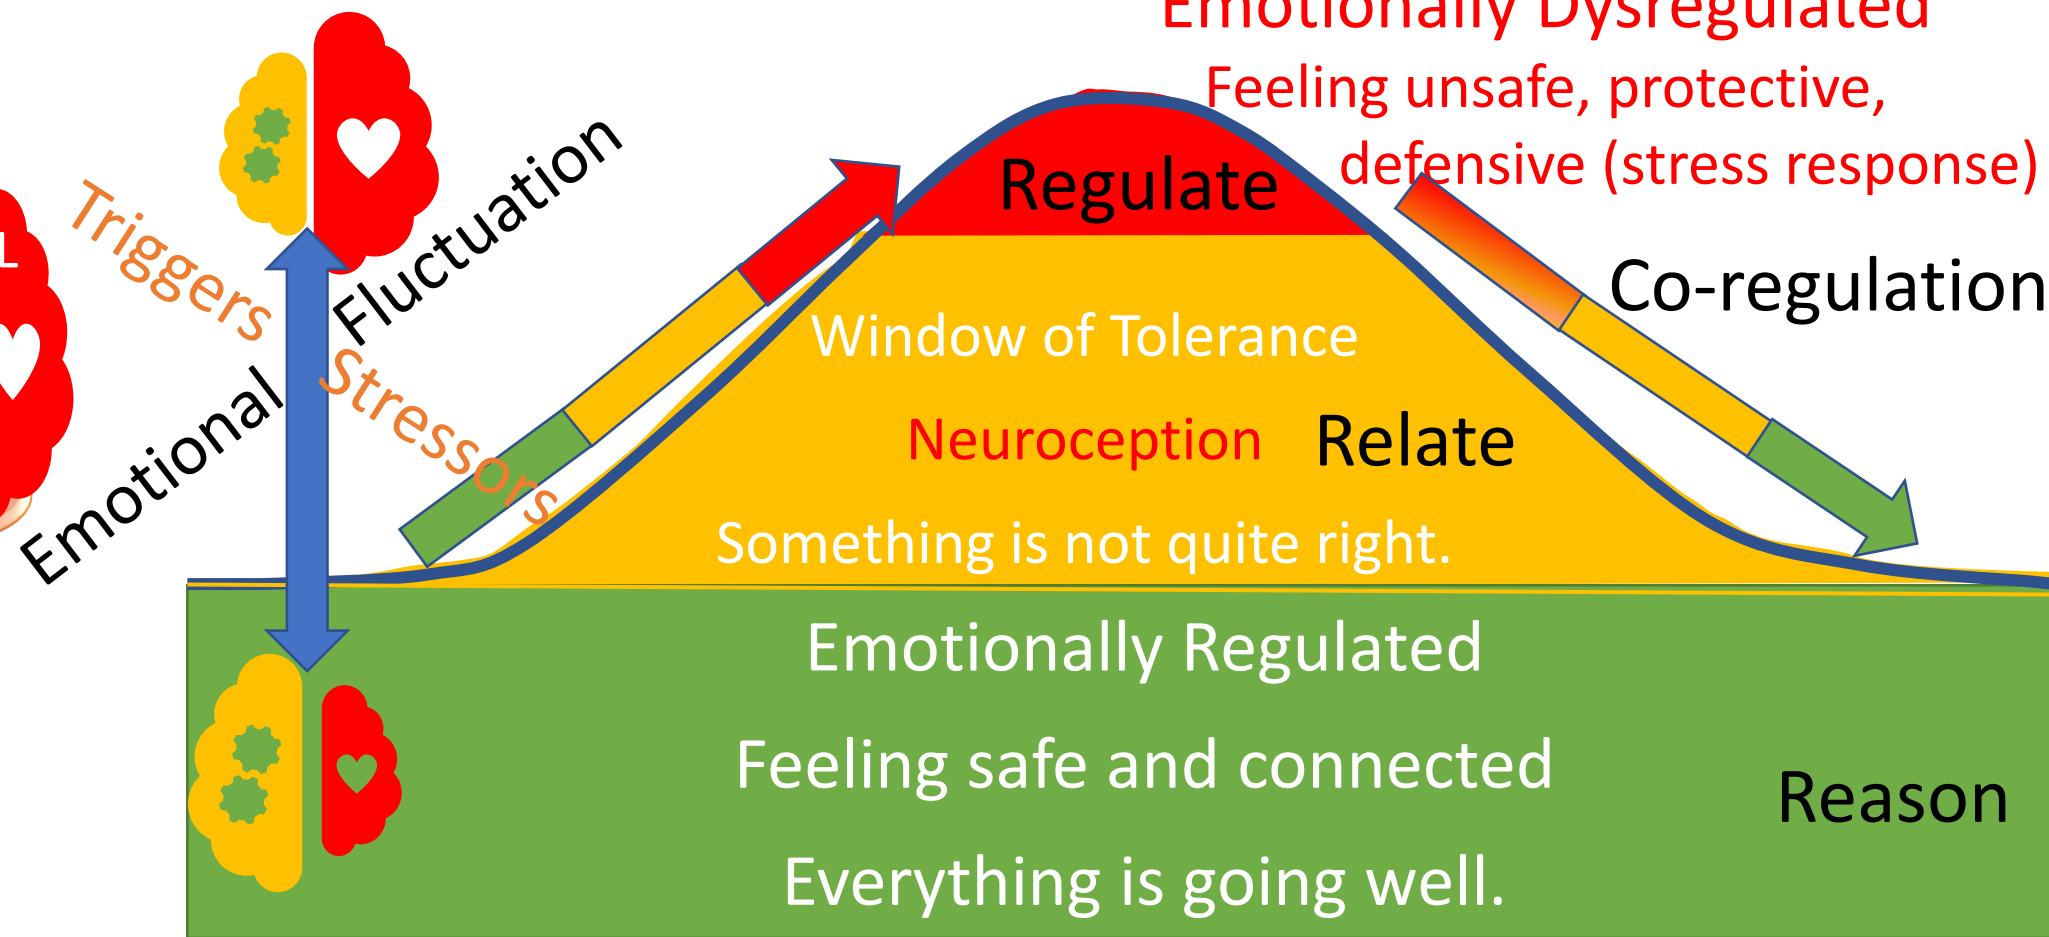 Emotionally Dysregulated
Feeling unsafe, protective,
defensive (stress response)
Triggers
Stressors
Emotional
Fluctuation
Regulate
Co-regulation
Window of Tolerance
Neuroception
Relate
Something is not quite right.
Emotionally Regulated
Feeling safe and connected
Reason
Everything is going well.